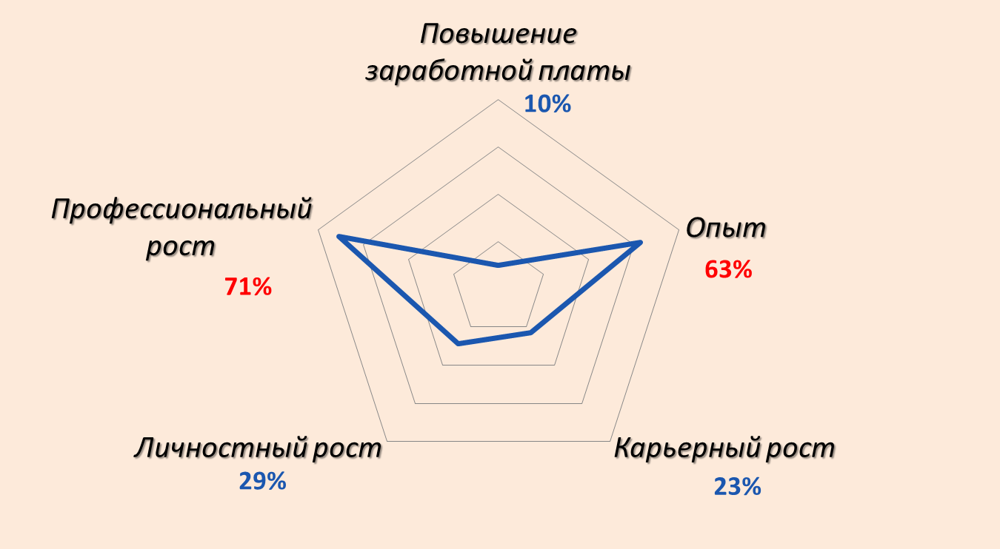 Повышение
заработной платы
10%
Опыт
63%
Карьерный рост
23%
Личностный рост
29%
Профессиональный
рост
71%